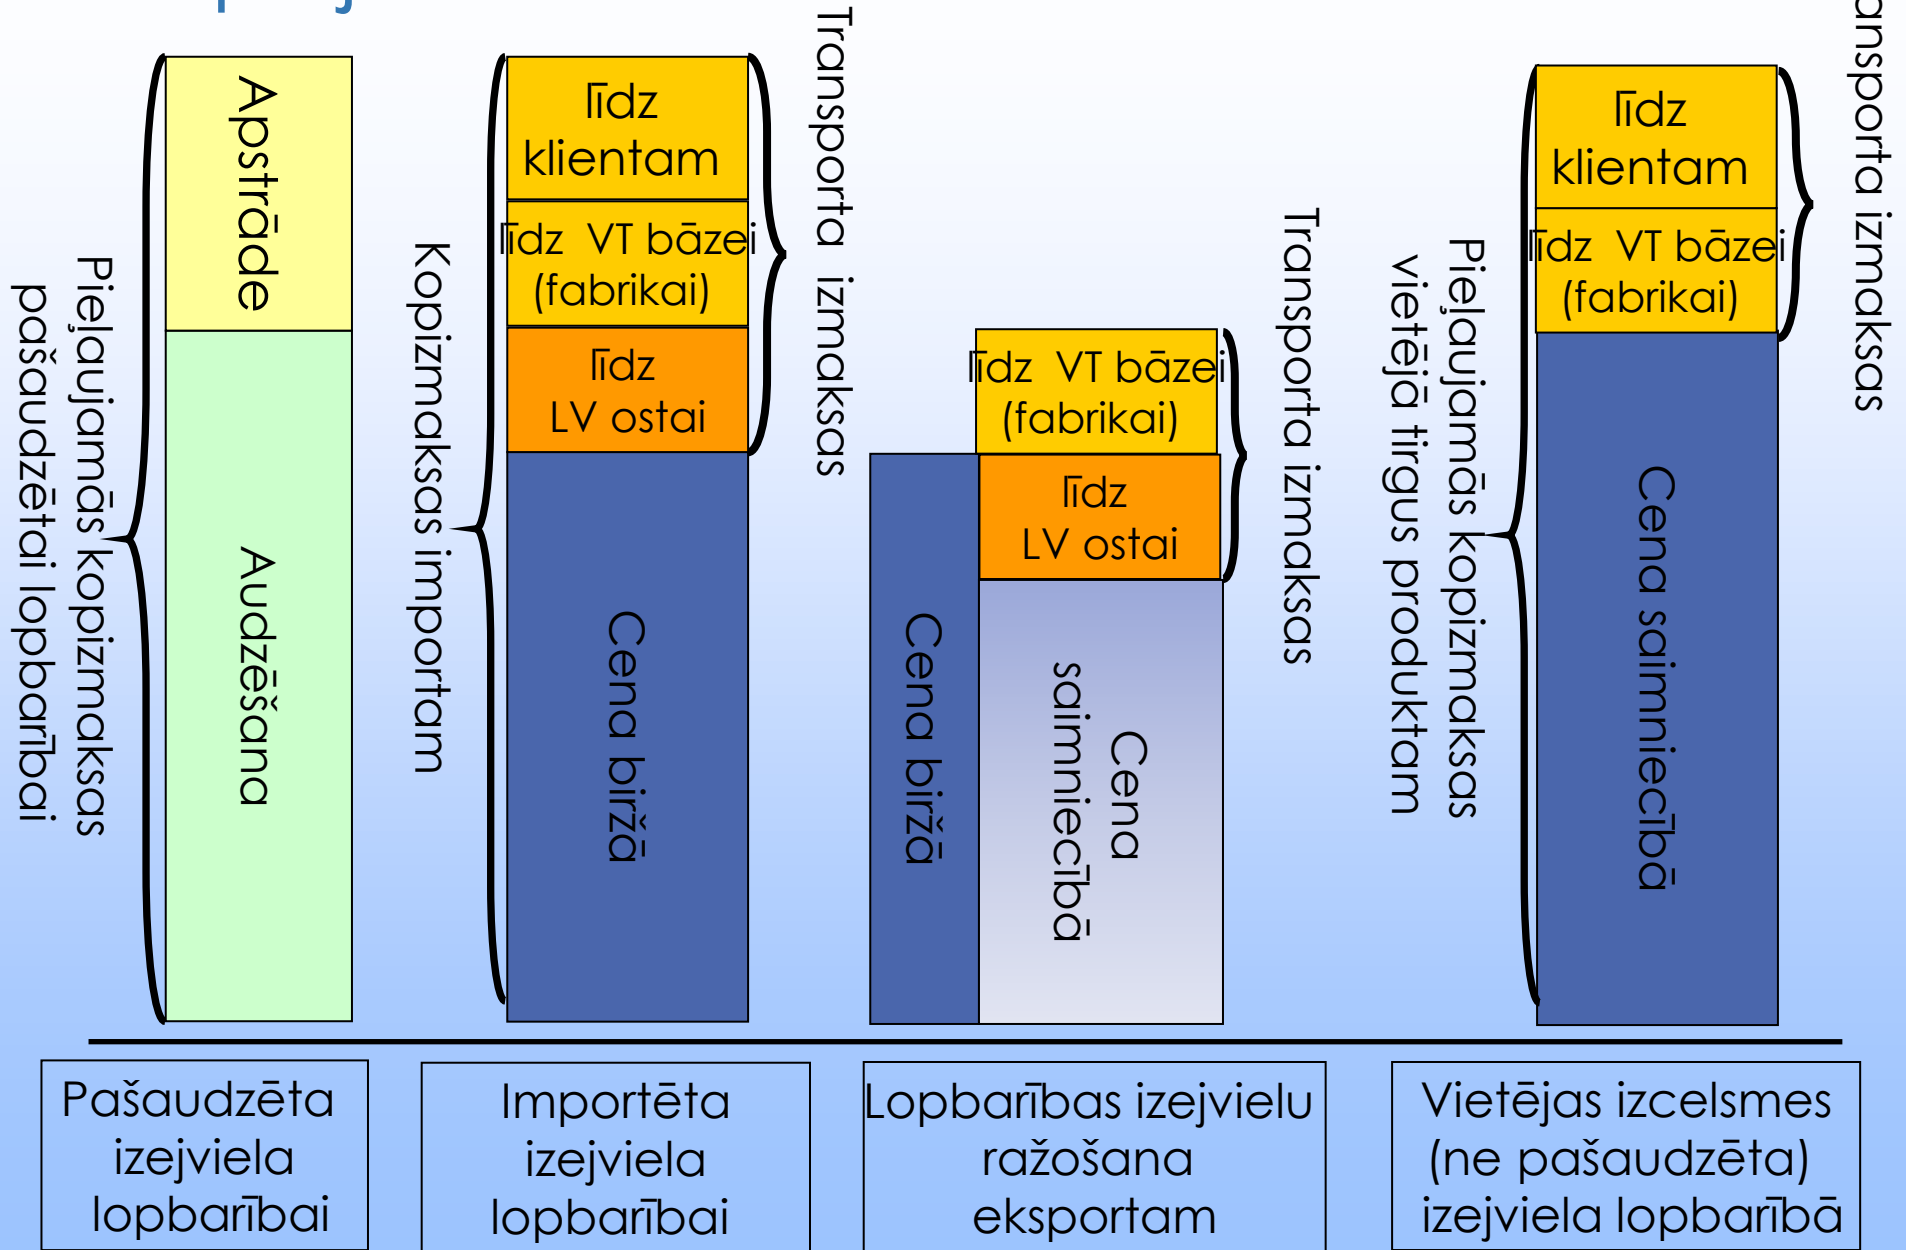 Pieļaujamās kopizmaksas
pašaudzētai lopbarībai
Apstrāde
Audzēšana
Kopizmaksas importam
līdz
klientam
līdz VT bāzei
(fabrikai)
līdz
LV ostai
Cena biržā
Transporta izmaksas
līdz VT bāzei
(fabrikai)
līdz
LV ostai
Cena biržā
Cena
saimniecībā
Transporta izmaksas
Pieļaujamās kopizmaksas
vietējā tirgus produktam
līdz
klientam
līdz VT bāzei
(fabrikai)
Cena saimniecībā
ansporta izmaksas
Pašaudzēta
izejviela
lopbarībai
Importēta
izejviela
lopbarībai
Lopbarības izejvielu
ražošana
eksportam
Vietējas izcelsmes
(ne pašaudzēta)
izejviela lopbarībā